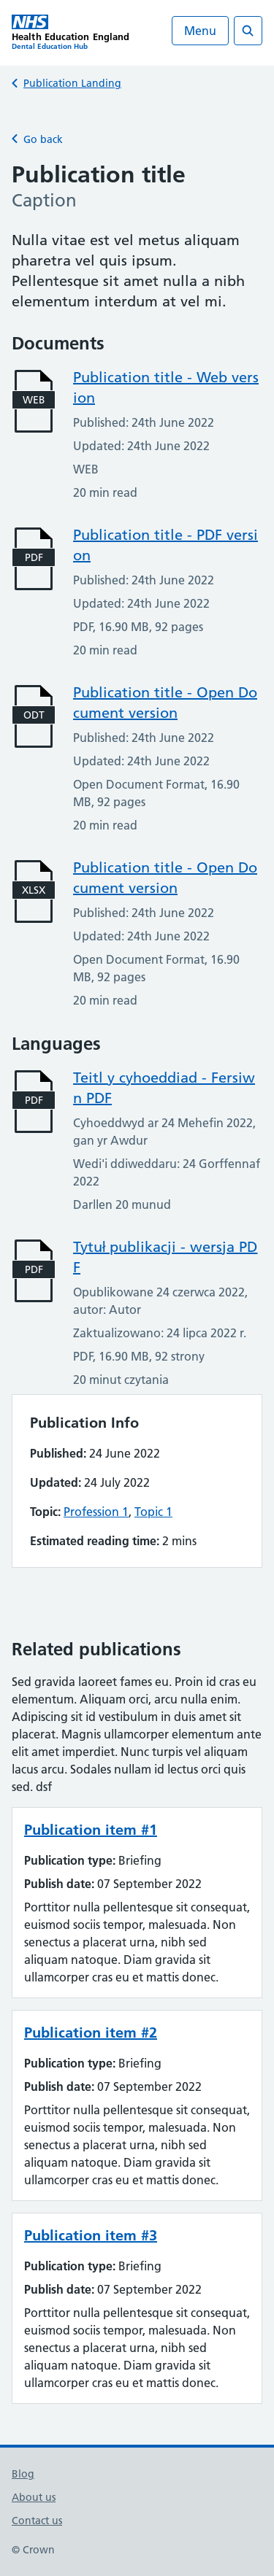 NHS
Health Education England
Dental Education Hub
Menu
Publication Landing
Go back
Publication title
Caption
Nulla vitae est vel metus aliquam
pharetra vel quis ipsum.
Pellentesque sit amet nulla a nibh
elementum interdum at vel mi.
Documents
WEB
Publication title - Web vers
ion
Published: 24th June 2022
Updated: 24th June 2022
WEB
20 min read
PDF
Publication title - PDF versi
on
Published: 24th June 2022
Updated: 24th June 2022
PDF, 16.90 MB, 92 pages
20 min read
ODT
Publication title - Open Do
cument version
Published: 24th June 2022
Updated: 24th June 2022
Open Document Format, 16.90
MB, 92 pages
20 min read
XLSX
Publication title - Open Do
cument version
Published: 24th June 2022
Updated: 24th June 2022
Open Document Format, 16.90
MB, 92 pages
20 min read
Languages
PDF
Teitl y cyhoeddiad - Fersiw
n PDF
Cyhoeddwyd ar 24 Mehefin 2022,
gan yr Awdur
Wedi'i ddiweddaru: 24 Gorffennaf
2022
Darllen 20 munud
PDF
Tytuł publikacji - wersja PD
F
Opublikowane 24 czerwca 2022,
autor: Autor
Zaktualizowano: 24 lipca 2022 r.
PDF, 16.90 MB, 92 strony
20 minut czytania
Publication Info
Published: 24 June 2022
Updated: 24 July 2022
Topic: Profession 1, Topic 1
Estimated reading time: 2 mins
Related publications
Sed gravida laoreet fames eu. Proin id cras eu
elementum. Aliquam orci, arcu nulla enim.
Adipiscing sit id vestibulum in duis amet sit
placerat. Magnis ullamcorper elementum ante
elit amet imperdiet. Nunc turpis vel aliquam
lacus arcu. Sodales nullam id lectus orci quis
sed. dsf
Publication item #1
Publication type: Briefing
Publish date: 07 September 2022
Porttitor nulla pellentesque sit consequat,
euismod sociis tempor, malesuada. Non
senectus a placerat urna, nibh sed
aliquam natoque. Diam gravida sit
ullamcorper cras eu et mattis donec.
Publication item #2
Publication type: Briefing
Publish date: 07 September 2022
Porttitor nulla pellentesque sit consequat,
euismod sociis tempor, malesuada. Non
senectus a placerat urna, nibh sed
aliquam natoque. Diam gravida sit
ullamcorper cras eu et mattis donec.
Publication item #3
Publication type: Briefing
Publish date: 07 September 2022
Porttitor nulla pellentesque sit consequat,
euismod sociis tempor, malesuada. Non
senectus a placerat urna, nibh sed
aliquam natoque. Diam gravida sit
ullamcorper cras eu et mattis donec.
Blog
About us
Contact us
© Crown